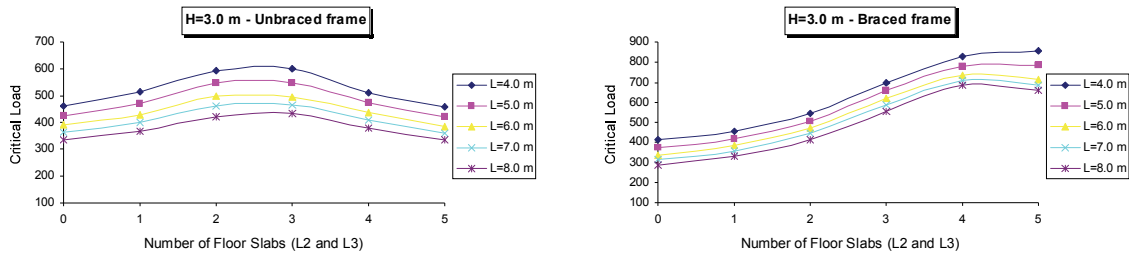 H=3.0 m - Unbraced frame
Critical Load
700
600
500
400
300
200
100
0 1 2 3 4 5
Number of Floor Slabs (L2 and L3)
L=4.0 m
L=5.0 m
L=6.0 m
L=7.0 m
L=8.0 m
H=3.0 m - Braced frame
Critical Load
900
800
700
600
500
400
300
200
100
0 1 2 3 4 5
Number of Floor Slabs (L2 and L3)
L=4.0 m
L=5.0 m
L=6.0 m
L=7.0 m
L=8.0 m